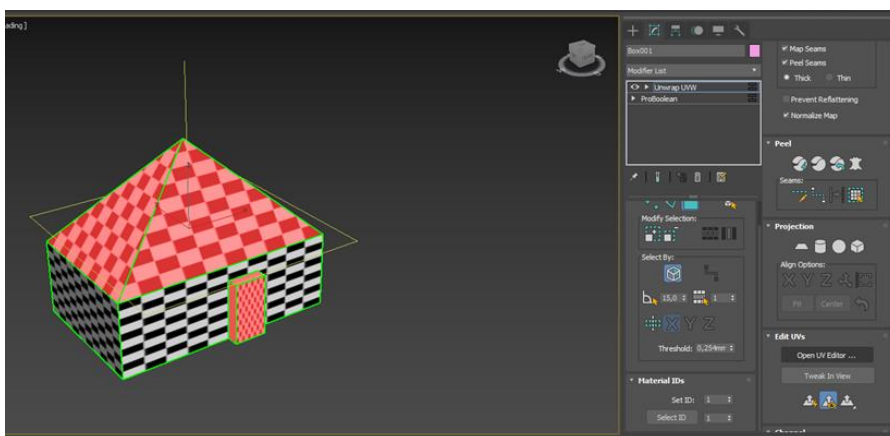 ading ]
Box001
Modifier List
Unwrap UVW
ProBoolean
Modify Selection:
Select By:
15,0
1
X Y Z
Threshold: 0,254mm
Material IDs
Set ID: 1
Select ID 1
Map Seams
Peel Seams
Thick Thin
Prevent Reflattening
Normalize Map
Peel
Seams:
Projection
Align Options:
X Y Z
Fit Center
Edit UVs
Open UV Editor ...
Tweak In View
Channel